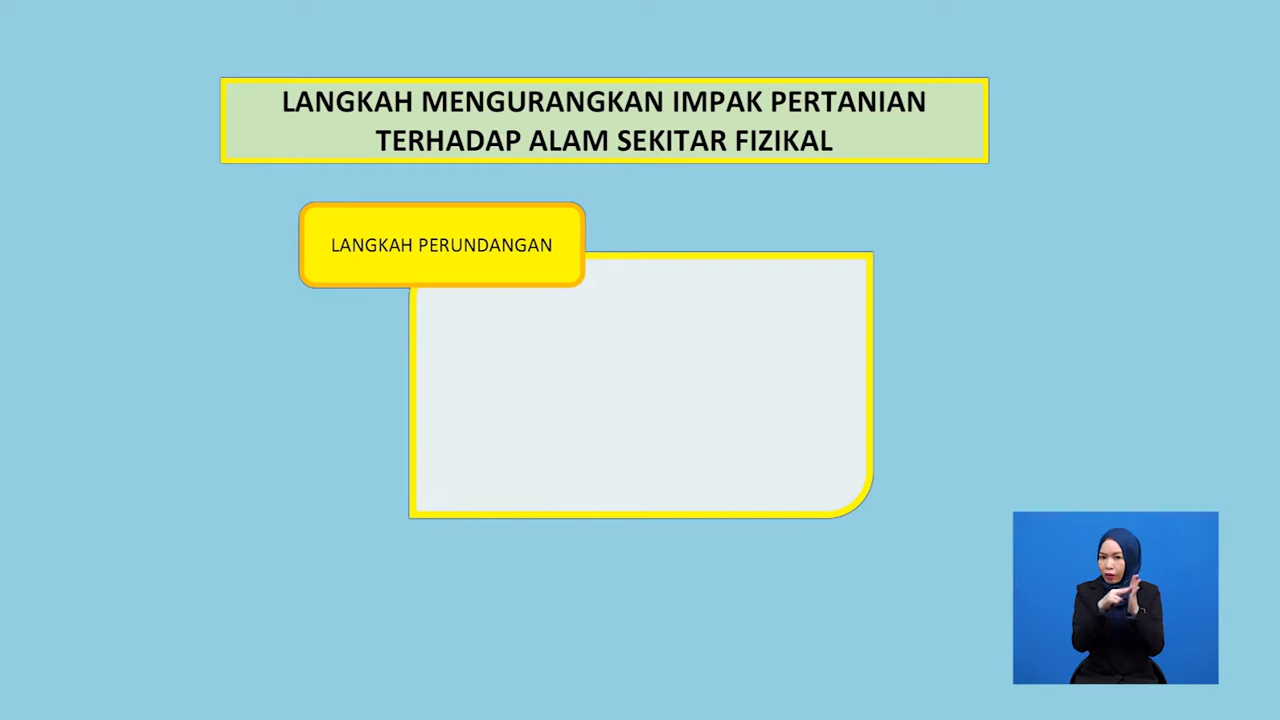 LANGKAH MENGURANGKAN IMPAK PERTANIAN
TERHADAP ALAM SEKITAR FIZIKAL
LANGKAH PERUNDANGAN